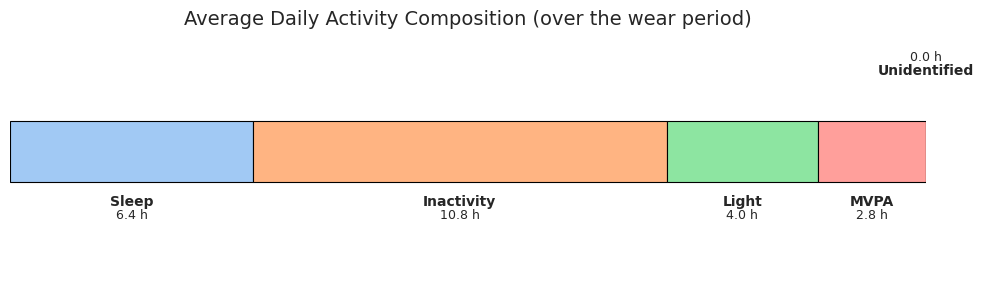 Average Daily Activity Composition (over the wear period)
0.0 h
Unidentified
Sleep
6.4 h
Inactivity
10.8 h
Light
4.0 h
MVPA
2.8 h